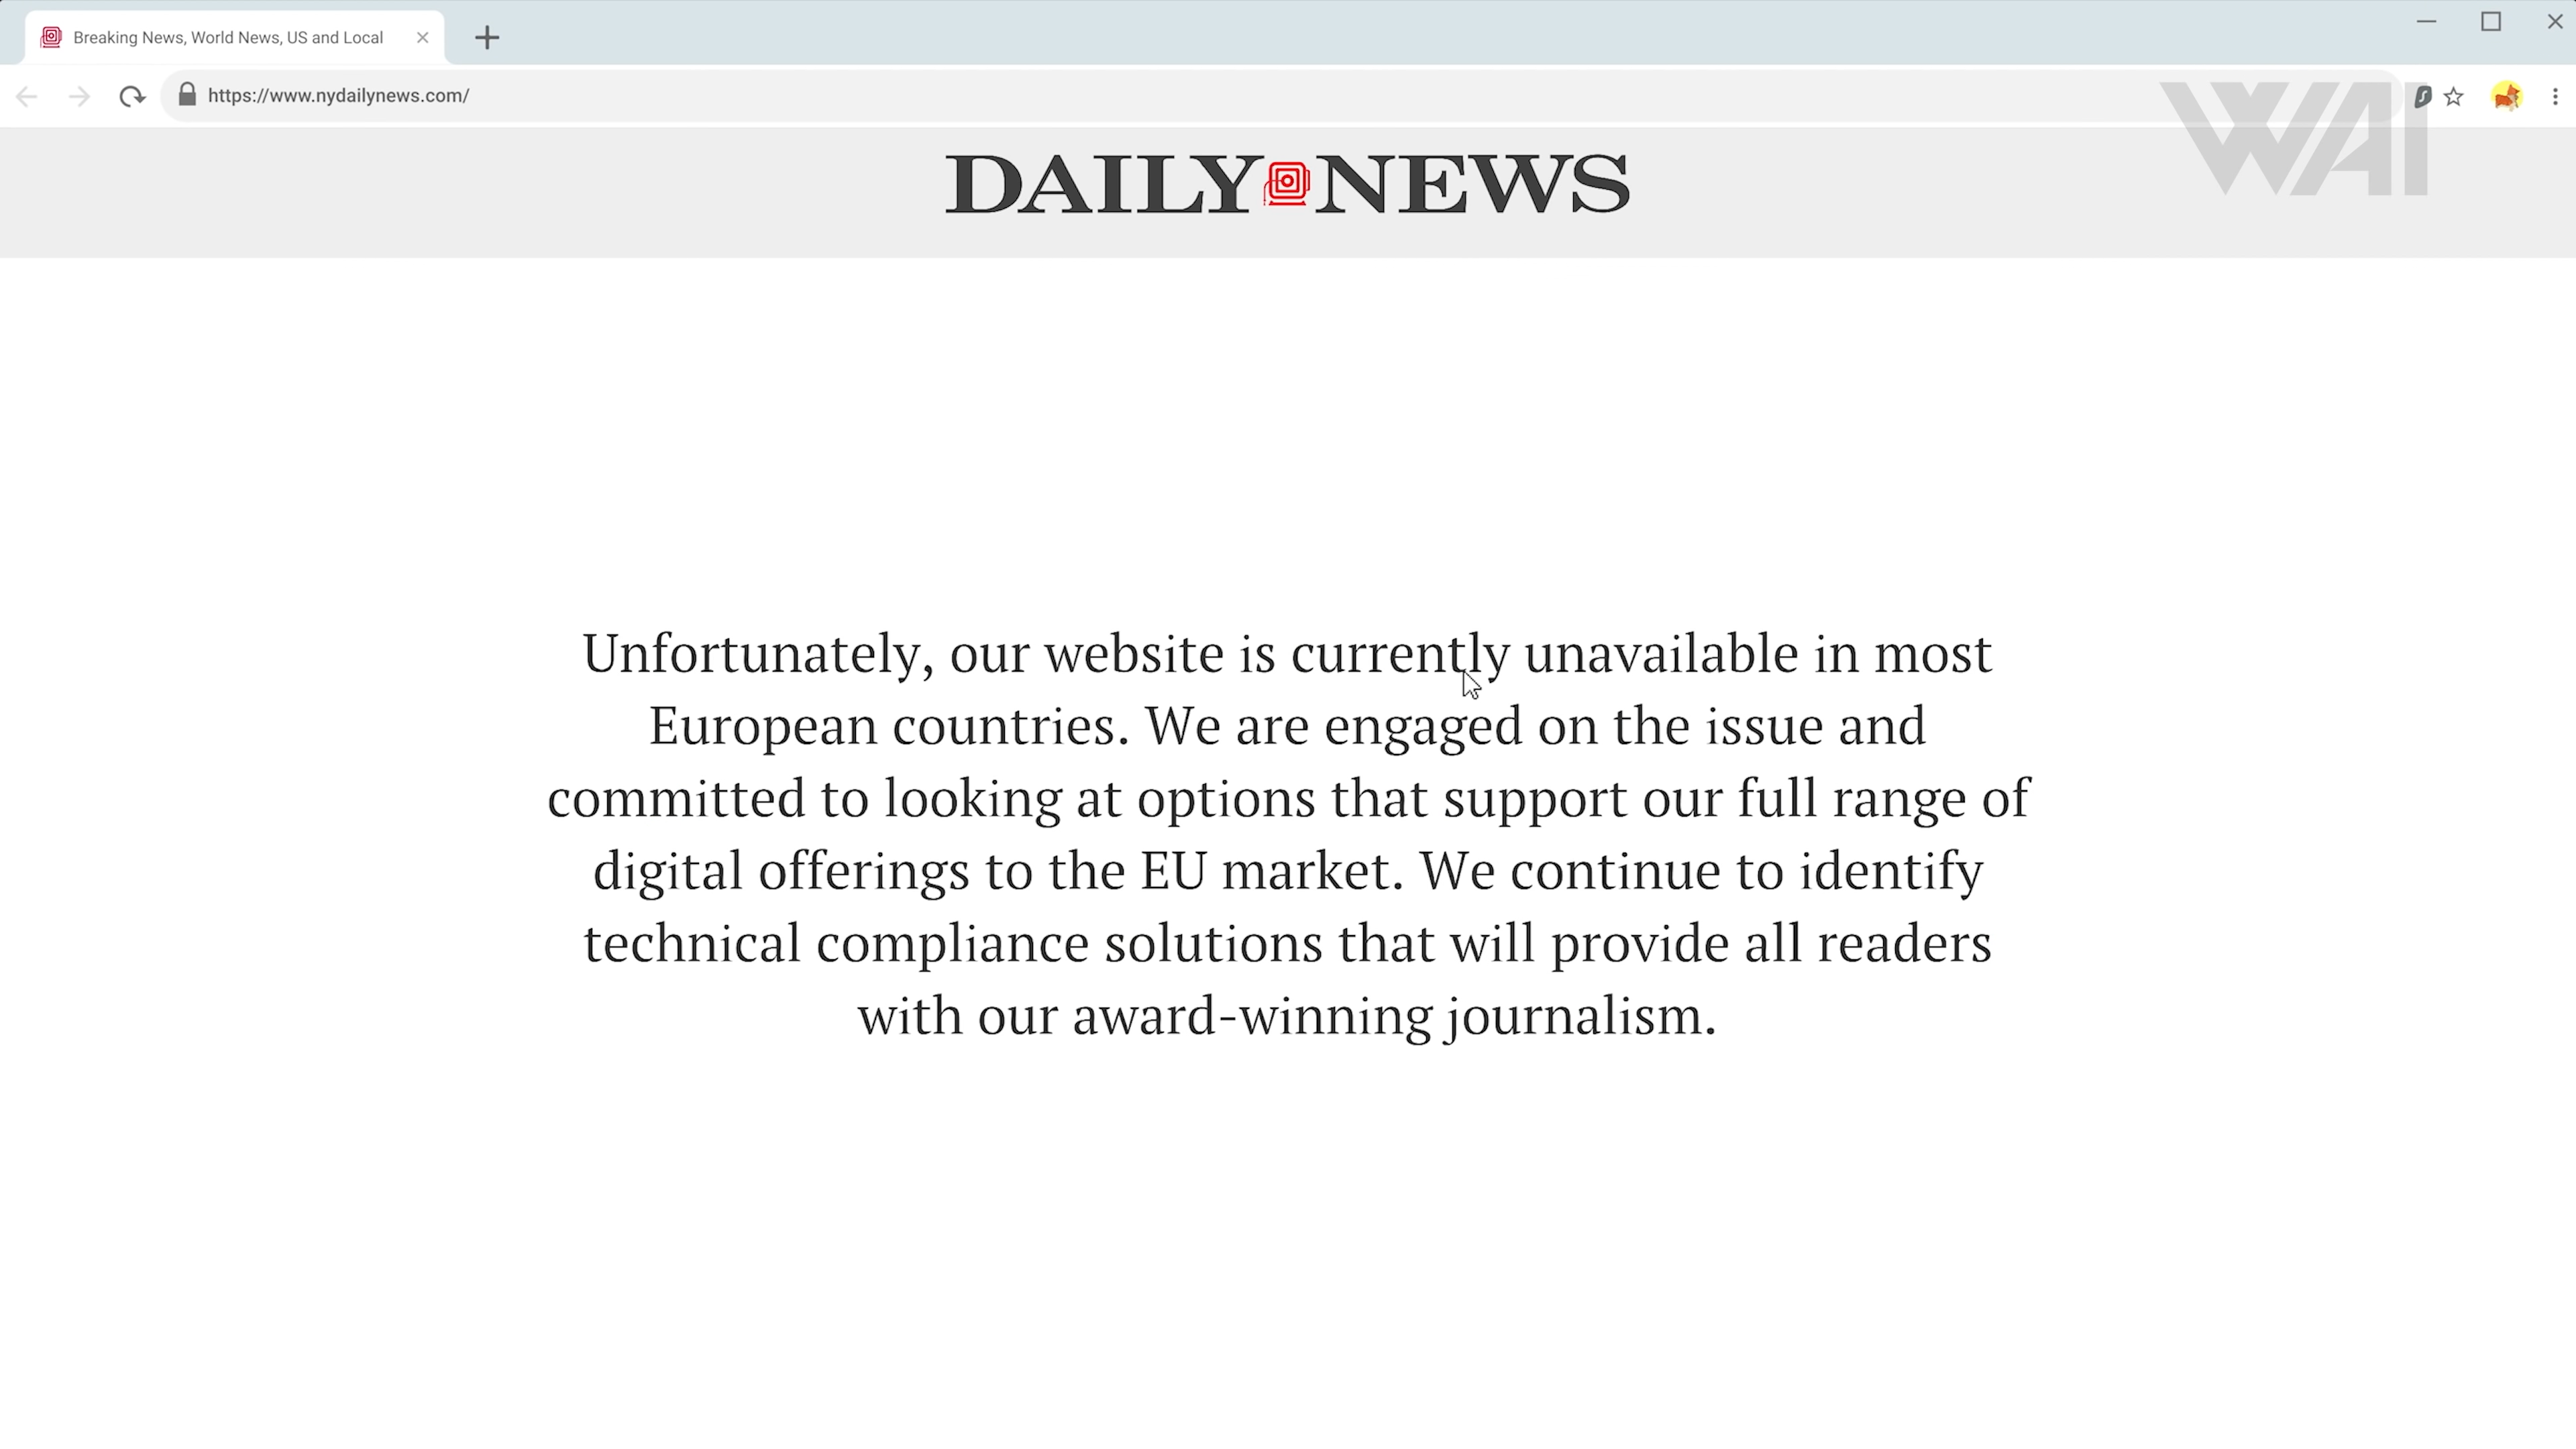 Breaking News, World News, US and Local
https://www.nydailynews.com/
WAI
DAILY NEWS
Unfortunately, our website is currently unavailable in most
European countries. We are engaged on the issue and
committed to looking at options that support our full range of
digital offerings to the EU market. We continue to identify
technical compliance solutions that will provide all readers
with our award-winning journalism.